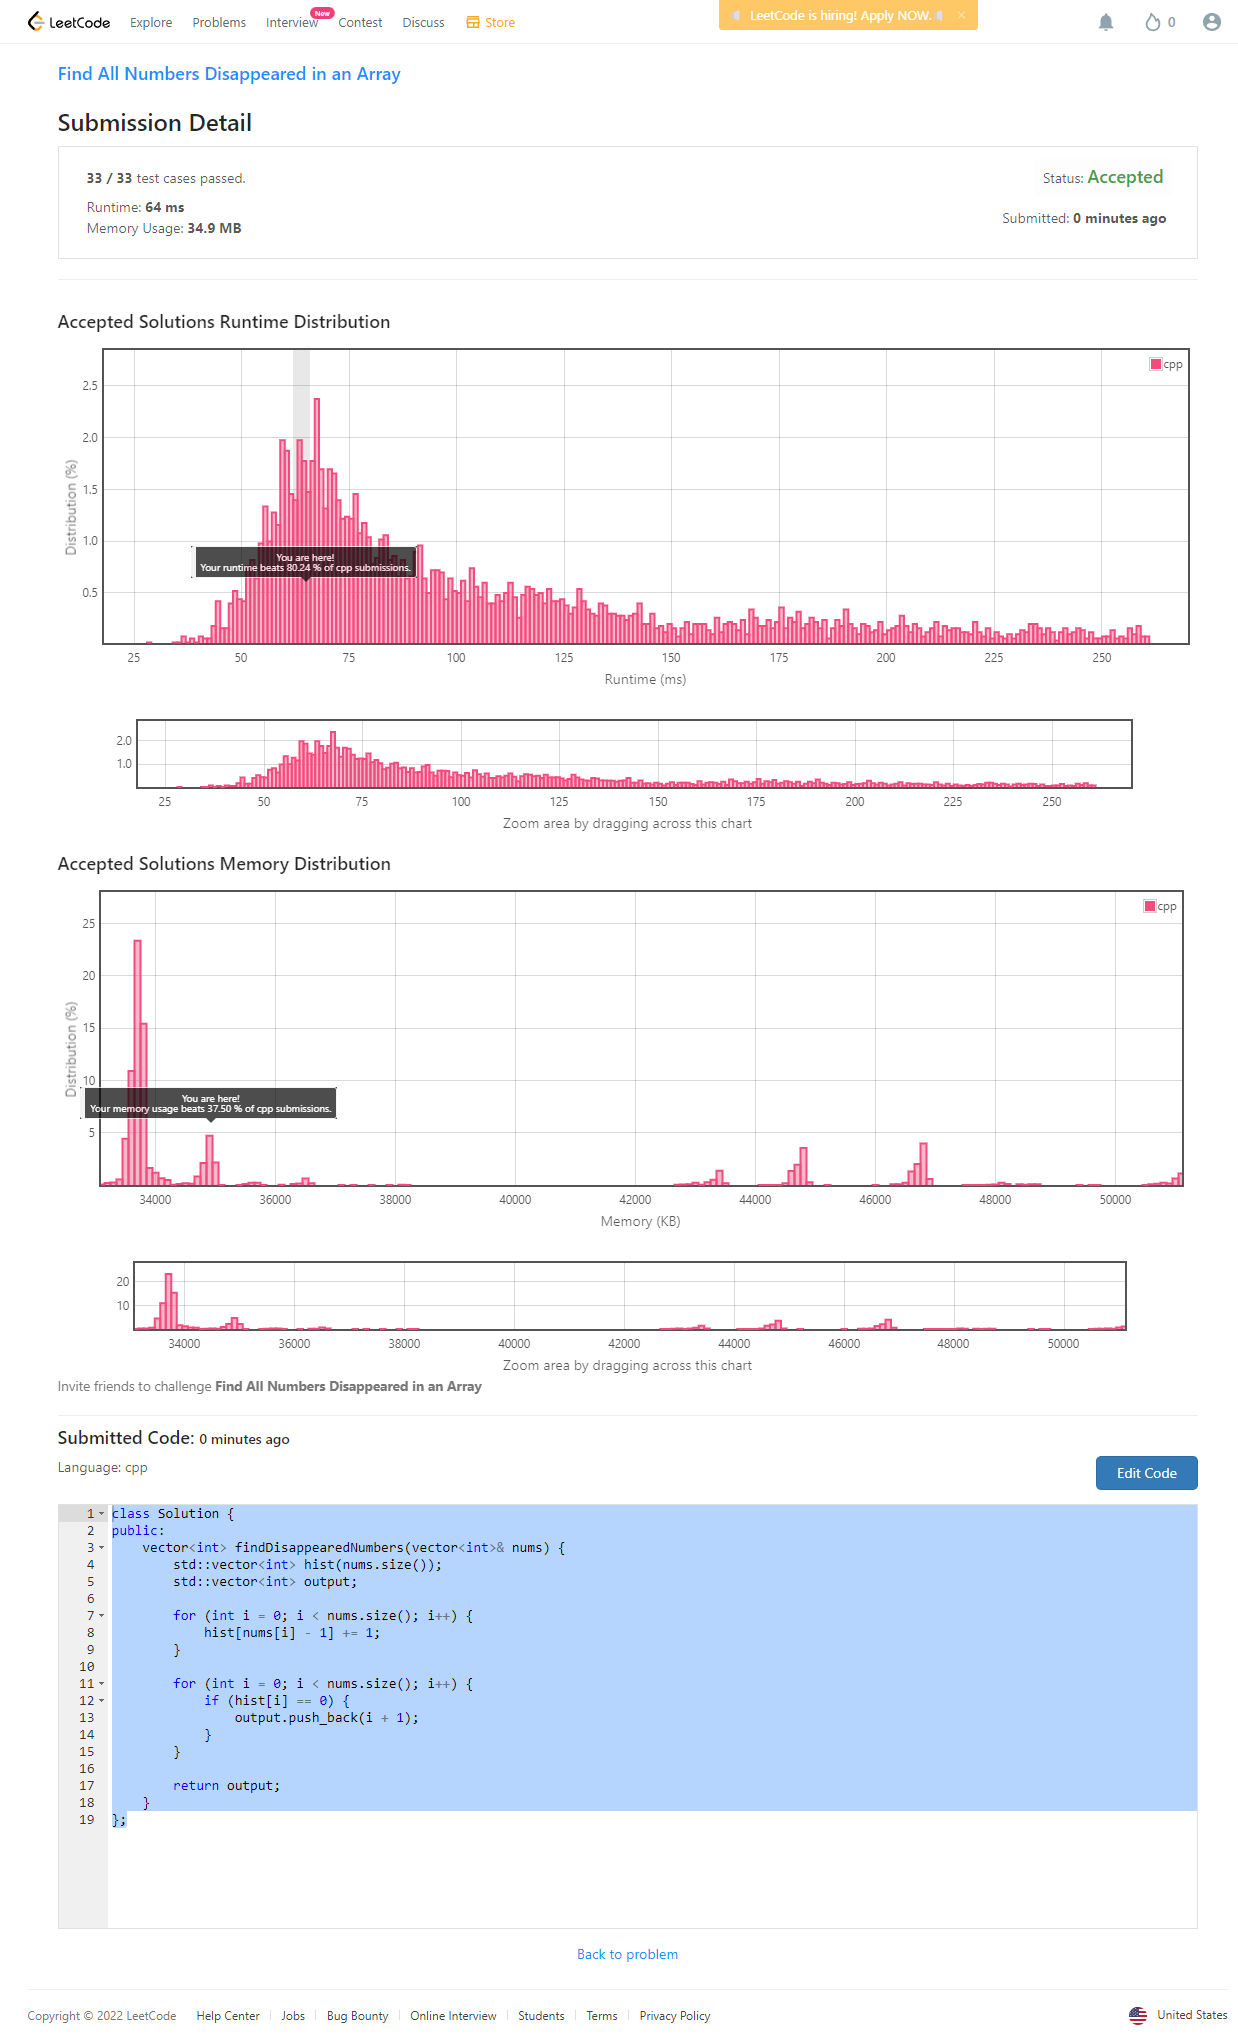 LeetCode Explore Problems Interview New Contest Discuss Store LeetCode is hiring! Apply NOW. × 0
Find All Numbers Disappeared in an Array
Submission Detail
33 / 33 test cases passed.
Status: Accepted
Runtime: 64 ms
Submitted: 0 minutes ago
Memory Usage: 34.9 MB
Accepted Solutions Runtime Distribution
cpp
2.5
2.0
1.5
1.0
0.5
Distribution (%)
You are here!
Your runtime beats 80.24 % of cpp submissions.
25 50 75 100 125 150 175 200 225 250
Runtime (ms)
2.0
1.0
25 50 75 100 125 150 175 200 225 250
Zoom area by dragging across this chart
Accepted Solutions Memory Distribution
cpp
25
20
15
10
5
Distribution (%)
You are here!
Your memory usage beats 37.50 % of cpp submissions.
34000 36000 38000 40000 42000 44000 46000 48000 50000
Memory (KB)
20
10
34000 36000 38000 40000 42000 44000 46000 48000 50000
Zoom area by dragging across this chart
Invite friends to challenge Find All Numbers Disappeared in an Array
Submitted Code: 0 minutes ago
Language: cpp
Edit Code
1 class Solution {
2 public:
3     vector<int> findDisappearedNumbers(vector<int>& nums) {
4         std::vector<int> hist(nums.size());
5         std::vector<int> output;
6
7         for (int i = 0; i < nums.size(); i++) {
8             hist[nums[i] - 1] += 1;
9         }
10
11         for (int i = 0; i < nums.size(); i++) {
12             if (hist[i] == 0) {
13                 output.push_back(i + 1);
14             }
15         }
16
17         return output;
18     }
19 };
Back to problem
Copyright © 2022 LeetCode Help Center Jobs Bug Bounty Online Interview Students Terms Privacy Policy United States